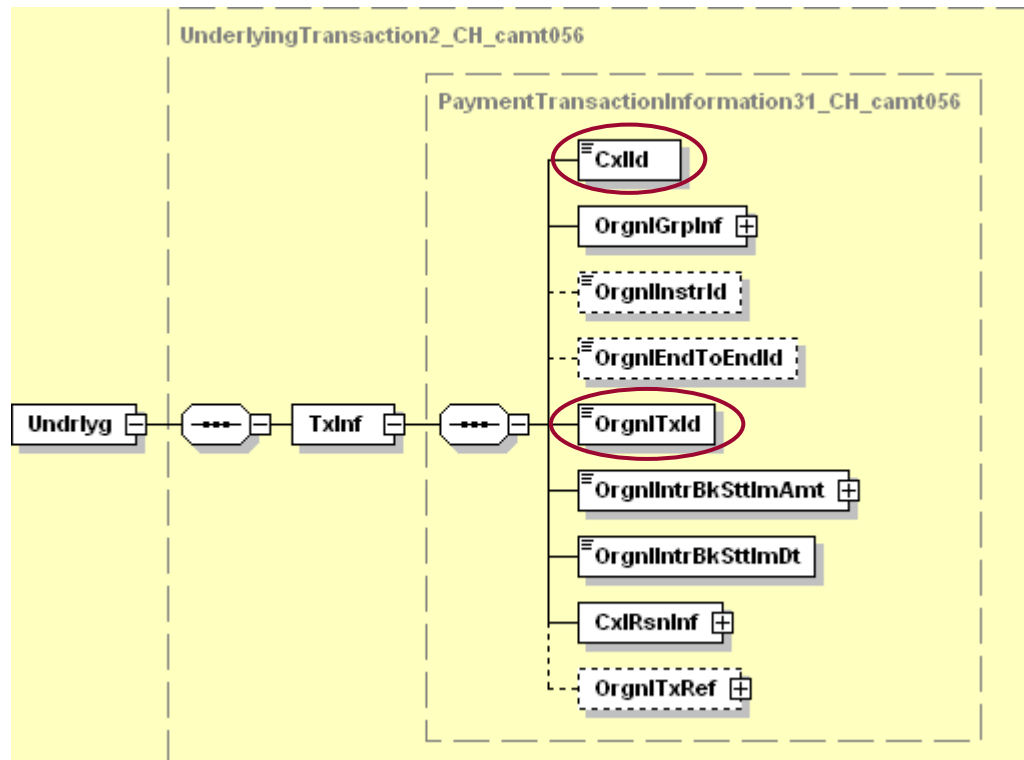 UnderlyingTransaction2_CH_camt056
PaymentTransactionInformation31_CH_camt056
CxlId
OrgnlGrpInf
OrgnlInstrId
OrgnlEndToEndId
Undrlyg
TxInf
OrgnlTxId
OrgnlIntrBkSttlmAmt
OrgnlIntrBkSttlmDt
CxlRsnInf
OrgnlTxRef